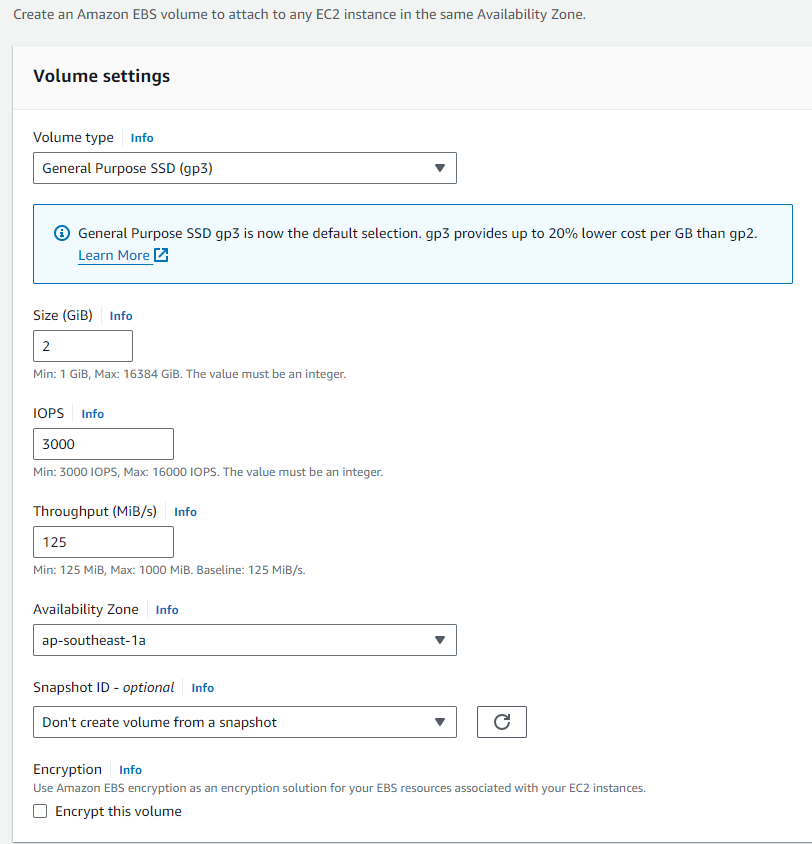 Create an Amazon EBS volume to attach to any EC2 instance in the same Availability Zone.
Volume settings
Volume type Info
General Purpose SSD (gp3)
General Purpose SSD gp3 is now the default selection. gp3 provides up to 20% lower cost per GB than gp2.
Learn More
Size (GiB) Info
2
Min: 1 GiB, Max: 16384 GiB. The value must be an integer.
IOPS Info
3000
Min: 3000 IOPS, Max: 16000 IOPS. The value must be an integer.
Throughput (MiB/s) Info
125
Min: 125 MiB, Max: 1000 MiB. Baseline: 125 MiB/s.
Availability Zone Info
ap-southeast-1a
Snapshot ID - optional Info
Don't create volume from a snapshot
Encryption Info
Use Amazon EBS encryption as an encryption solution for your EBS resources associated with your EC2 instances.
Encrypt this volume